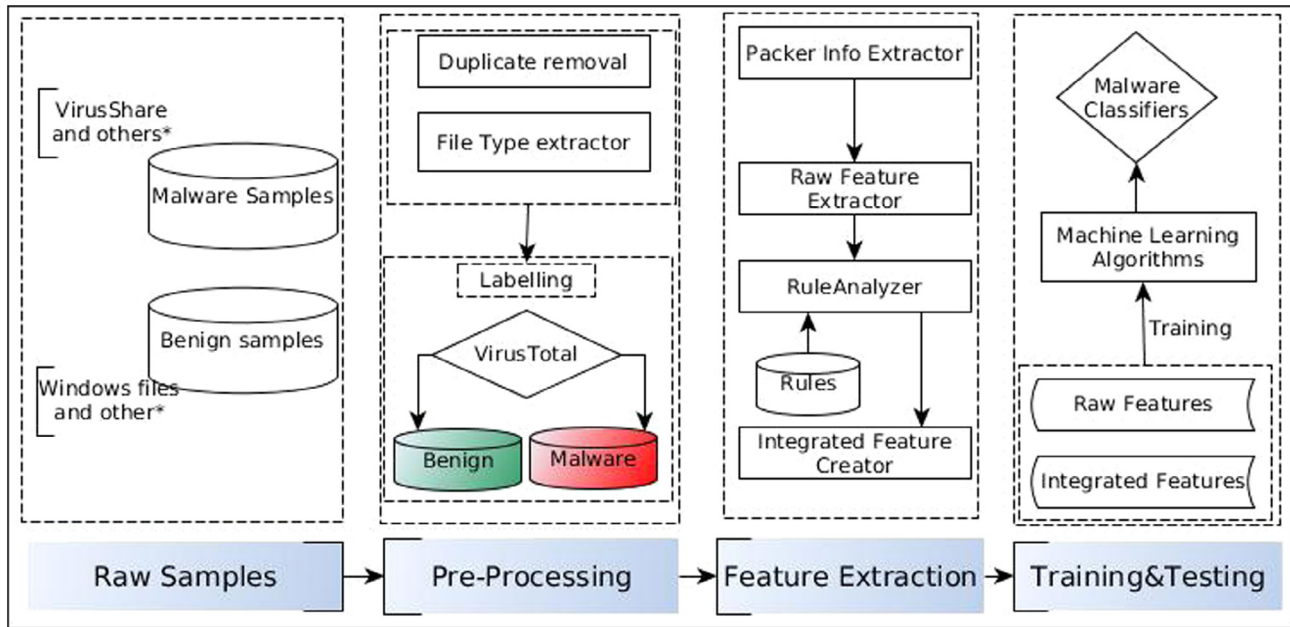 VirusShare
and others*
Malware Samples
Benign samples
Windows files
and other*
Duplicate removal
File Type extractor
Labelling
VirusTotal
Benign
Malware
Packer Info Extractor
Raw Feature
Extractor
RuleAnalyzer
Rules
Integrated Feature
Creator
Malware
Classifiers
Machine Learning
Algorithms
Training
Raw Features
Integrated Features
Raw Samples
Pre-Processing
Feature Extraction
Training&Testing